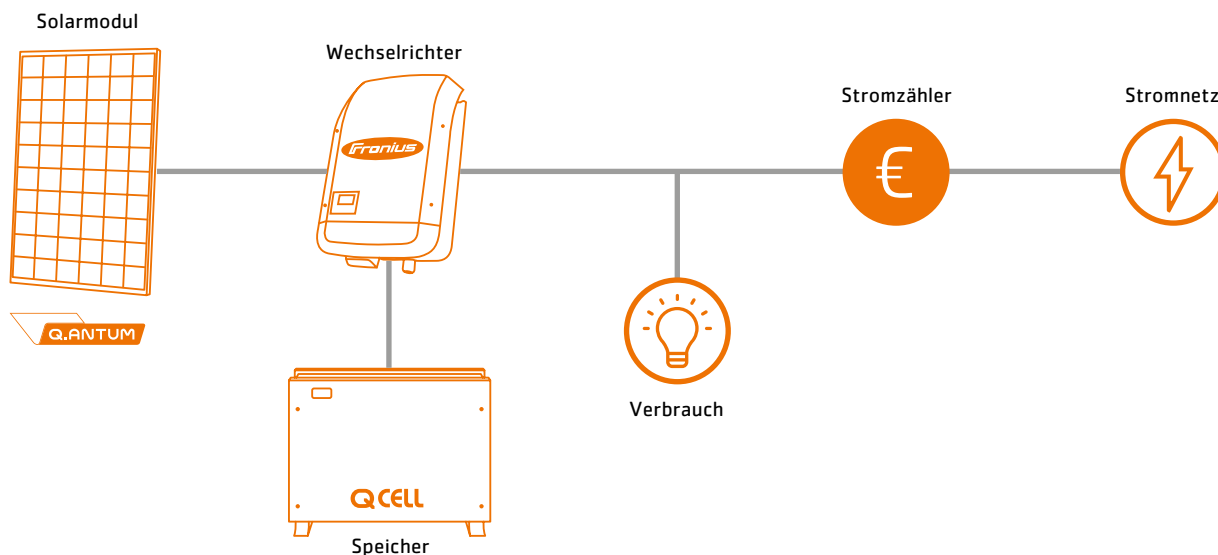 Solarmodul
Wechselrichter
Stromzähler
Stromnetz
Fronius
€
Q.ANTUM
Verbrauch
Q CELL
Speicher